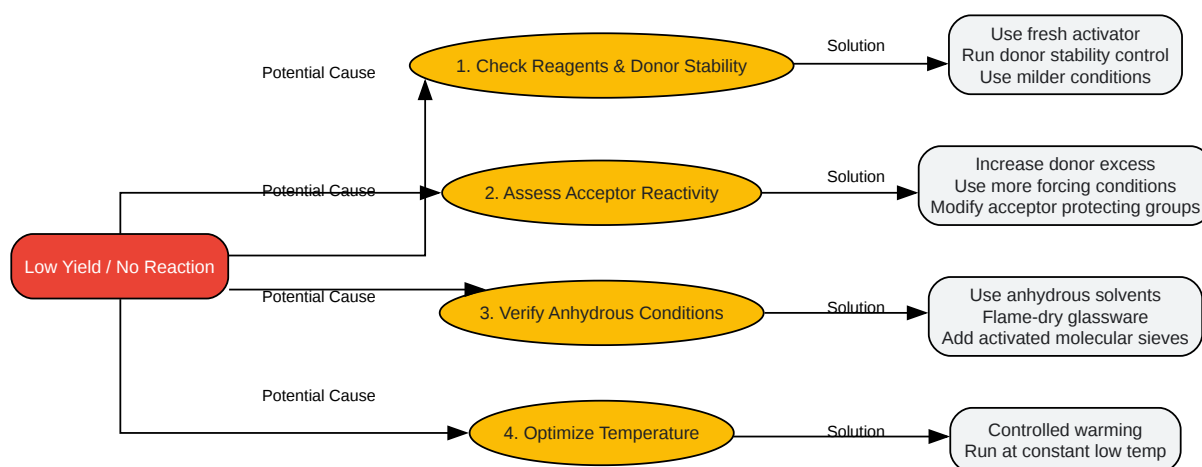 Low Yield / No Reaction
Potential Cause
1. Check Reagents & Donor Stability
Solution
Use fresh activator
Run donor stability control
Use milder conditions
Potential Cause
2. Assess Acceptor Reactivity
Solution
Increase donor excess
Use more forcing conditions
Modify acceptor protecting groups
Potential Cause
3. Verify Anhydrous Conditions
Solution
Use anhydrous solvents
Flame-dry glassware
Add activated molecular sieves
Potential Cause
4. Optimize Temperature
Solution
Controlled warming
Run at constant low temp